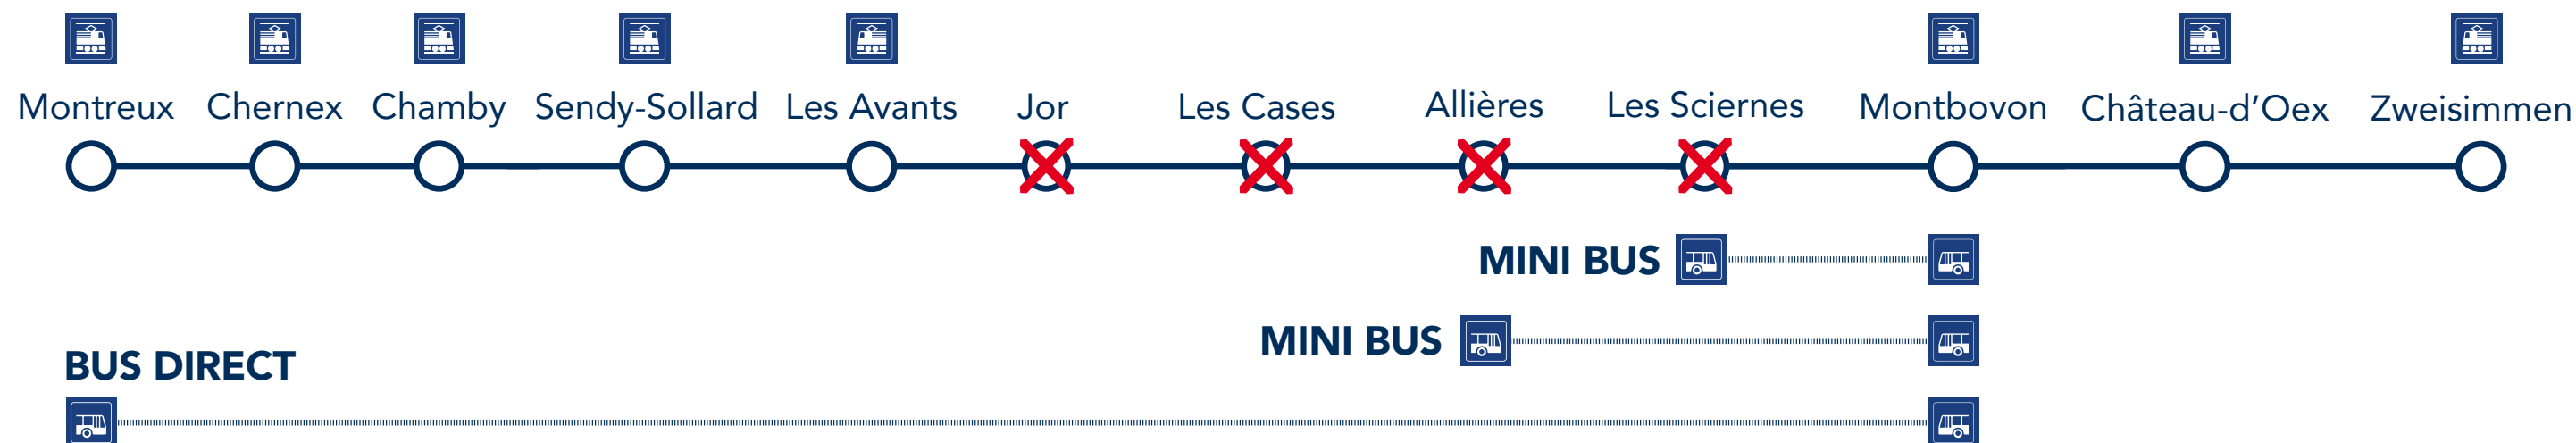 Montreux Chernex Chamby Sendy-Sollard Les Avants Jor Les Cases Allières Les Sciernes Montbovon Château-d’Oex Zweisimmen
MINI BUS
MINI BUS
BUS DIRECT